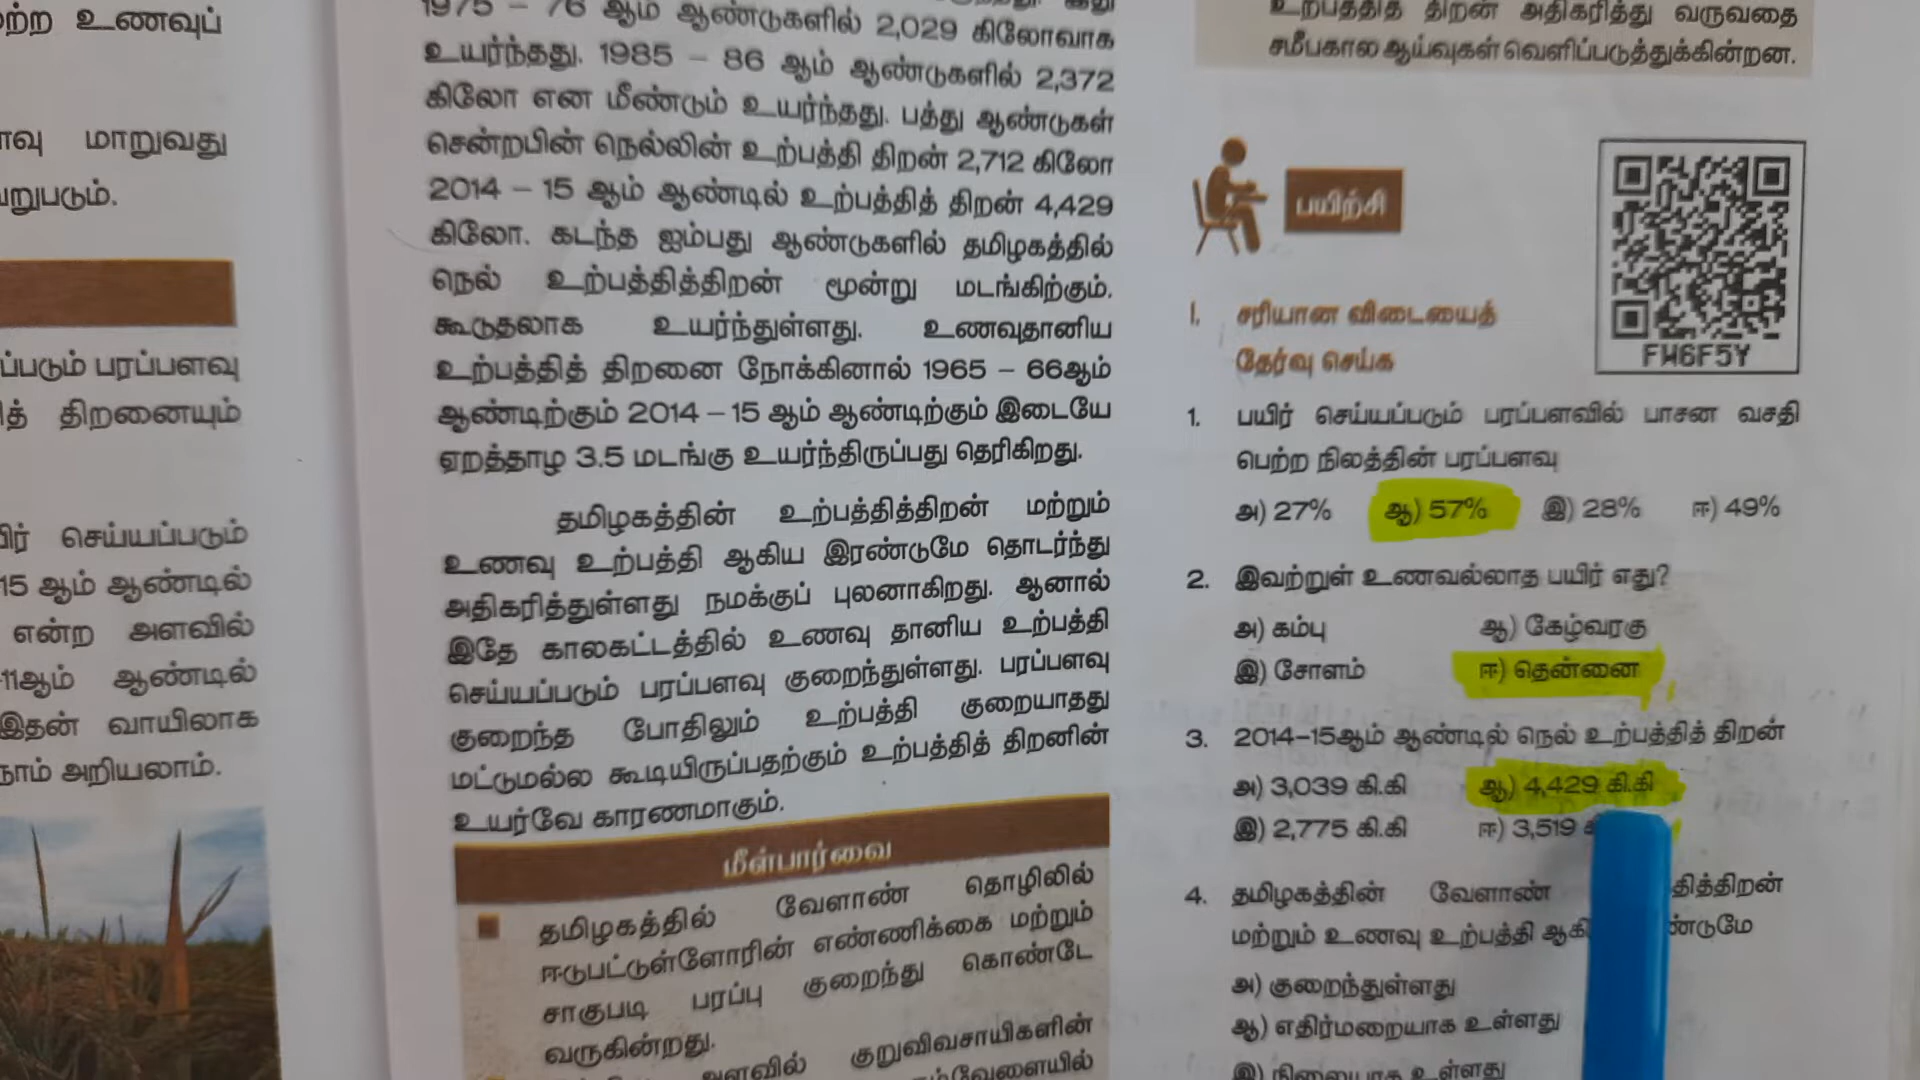 ற்ற உணவுப்
மாறுவது
வறுபடும்.
ப்படும் பரப்பளவு
த் திறனையும்
பிர் செய்யப்படும்
15 ஆம் ஆண்டில்
என்ற அளவில்
11ஆம் ஆண்டில்
இதன் வாயிலாக
நாம் அறியலாம்.
1975 – 76 ஆம் ஆண்டுகளில் 2,029 கிலோவாக
உயர்ந்தது. 1985 – 86 ஆம் ஆண்டுகளில் 2,372
கிலோ என மீண்டும் உயர்ந்தது. பத்து ஆண்டுகள்
சென்றபின் நெல்லின் உற்பத்தி திறன் 2,712 கிலோ
2014 – 15 ஆம் ஆண்டில் உற்பத்தித் திறன் 4,429
கிலோ. கடந்த ஐம்பது ஆண்டுகளில் தமிழகத்தில்
நெல் உற்பத்தித்திறன் மூன்று மடங்கிற்கும்.
கூடுதலாக உயர்ந்துள்ளது. உணவுதானிய
உற்பத்தித் திறனை நோக்கினால் 1965 – 66ஆம்
ஆண்டிற்கும் 2014 – 15 ஆம் ஆண்டிற்கும் இடையே
ஏறத்தாழ 3.5 மடங்கு உயர்ந்திருப்பது தெரிகிறது.
தமிழகத்தின் உற்பத்தித்திறன் மற்றும்
உணவு உற்பத்தி ஆகிய இரண்டுமே தொடர்ந்து
அதிகரித்துள்ளது நமக்குப் புலனாகிறது. ஆனால்
இதே காலகட்டத்தில் உணவு தானிய உற்பத்தி
செய்யப்படும் பரப்பளவு குறைந்துள்ளது. பரப்பளவு
குறைந்த போதிலும் உற்பத்தி குறையாதது
மட்டுமல்ல கூடியிருப்பதற்கும் உற்பத்தித் திறனின்
உயர்வே காரணமாகும்.
மீள்பார்வை
தமிழகத்தில் வேளாண் தொழிலில்
ஈடுபட்டுள்ளோரின் எண்ணிக்கை மற்றும்
சாகுபடி பரப்பு குறைந்து கொண்டே
வருகின்றது.
அளவில் குறுவிவசாயிகளின்
உற்பத்தித் திறன் அதிகரித்து வருவதை
சமீபகால ஆய்வுகள் வெளிப்படுத்துக்கின்றன.
பயிற்சி
FW6F5Y
I. சரியான விடையைத்
தேர்வு செய்க
1. பயிர் செய்யப்படும் பரப்பளவில் பாசன வசதி
பெற்ற நிலத்தின் பரப்பளவு
அ) 27% ஆ) 57% இ) 28% ஈ) 49%
2. இவற்றுள் உணவல்லாத பயிர் எது?
அ) கம்பு ஆ) கேழ்வரகு
இ) சோளம் ஈ) தென்னை
3. 2014–15ஆம் ஆண்டில் நெல் உற்பத்தித் திறன்
அ) 3,039 கி.கி ஆ) 4,429 கி.கி
இ) 2,775 கி.கி ஈ) 3,519
4. தமிழகத்தின் வேளாண் தித்திறன்
மற்றும் உணவு உற்பத்தி ஆகி ண்டுமே
அ) குறைந்துள்ளது
ஆ) எதிர்மறையாக உள்ளது
இ) நிலையாக உள்ளது